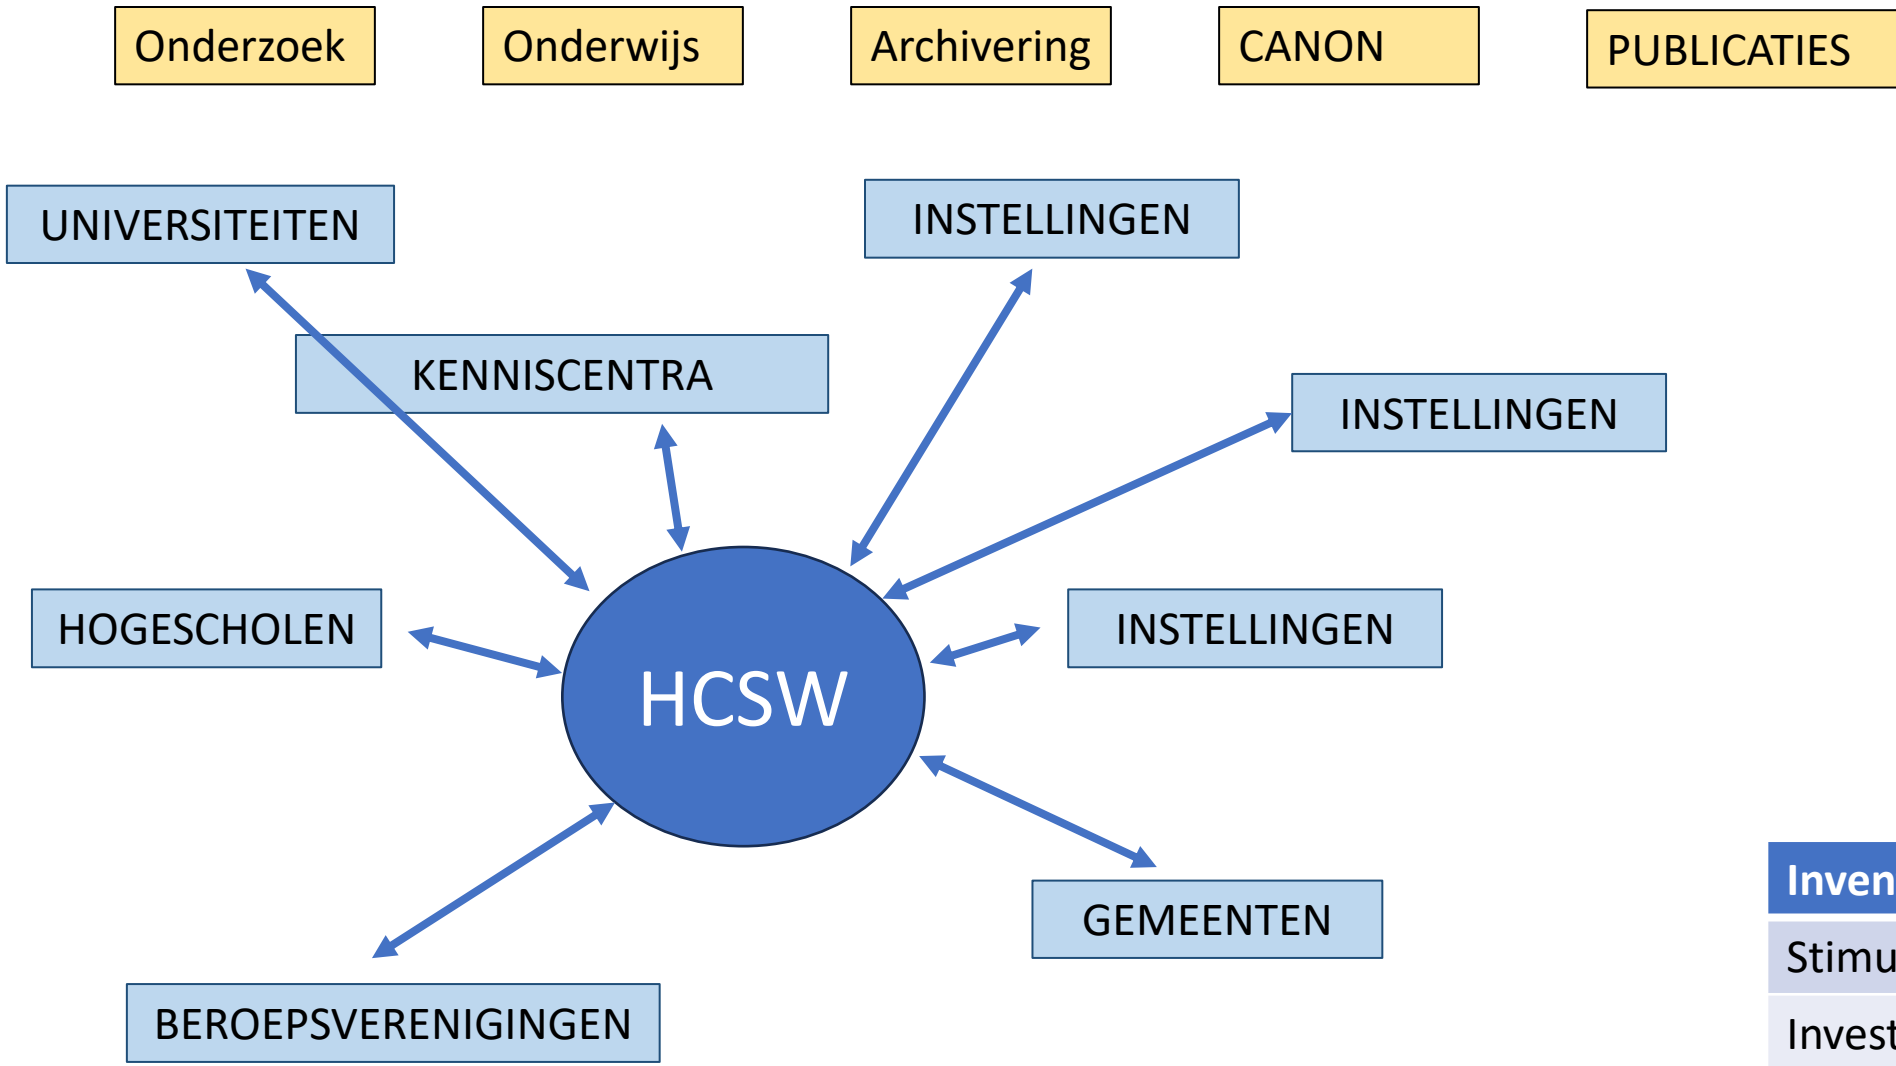 Onderzoek
Onderwijs
Archivering
CANON
PUBLICATIES
UNIVERSITEITEN
INSTELLINGEN
KENNISCENTRA
INSTELLINGEN
HOGESCHOLEN
INSTELLINGEN
HCSW
GEMEENTEN
BEROEPSVERENIGINGEN